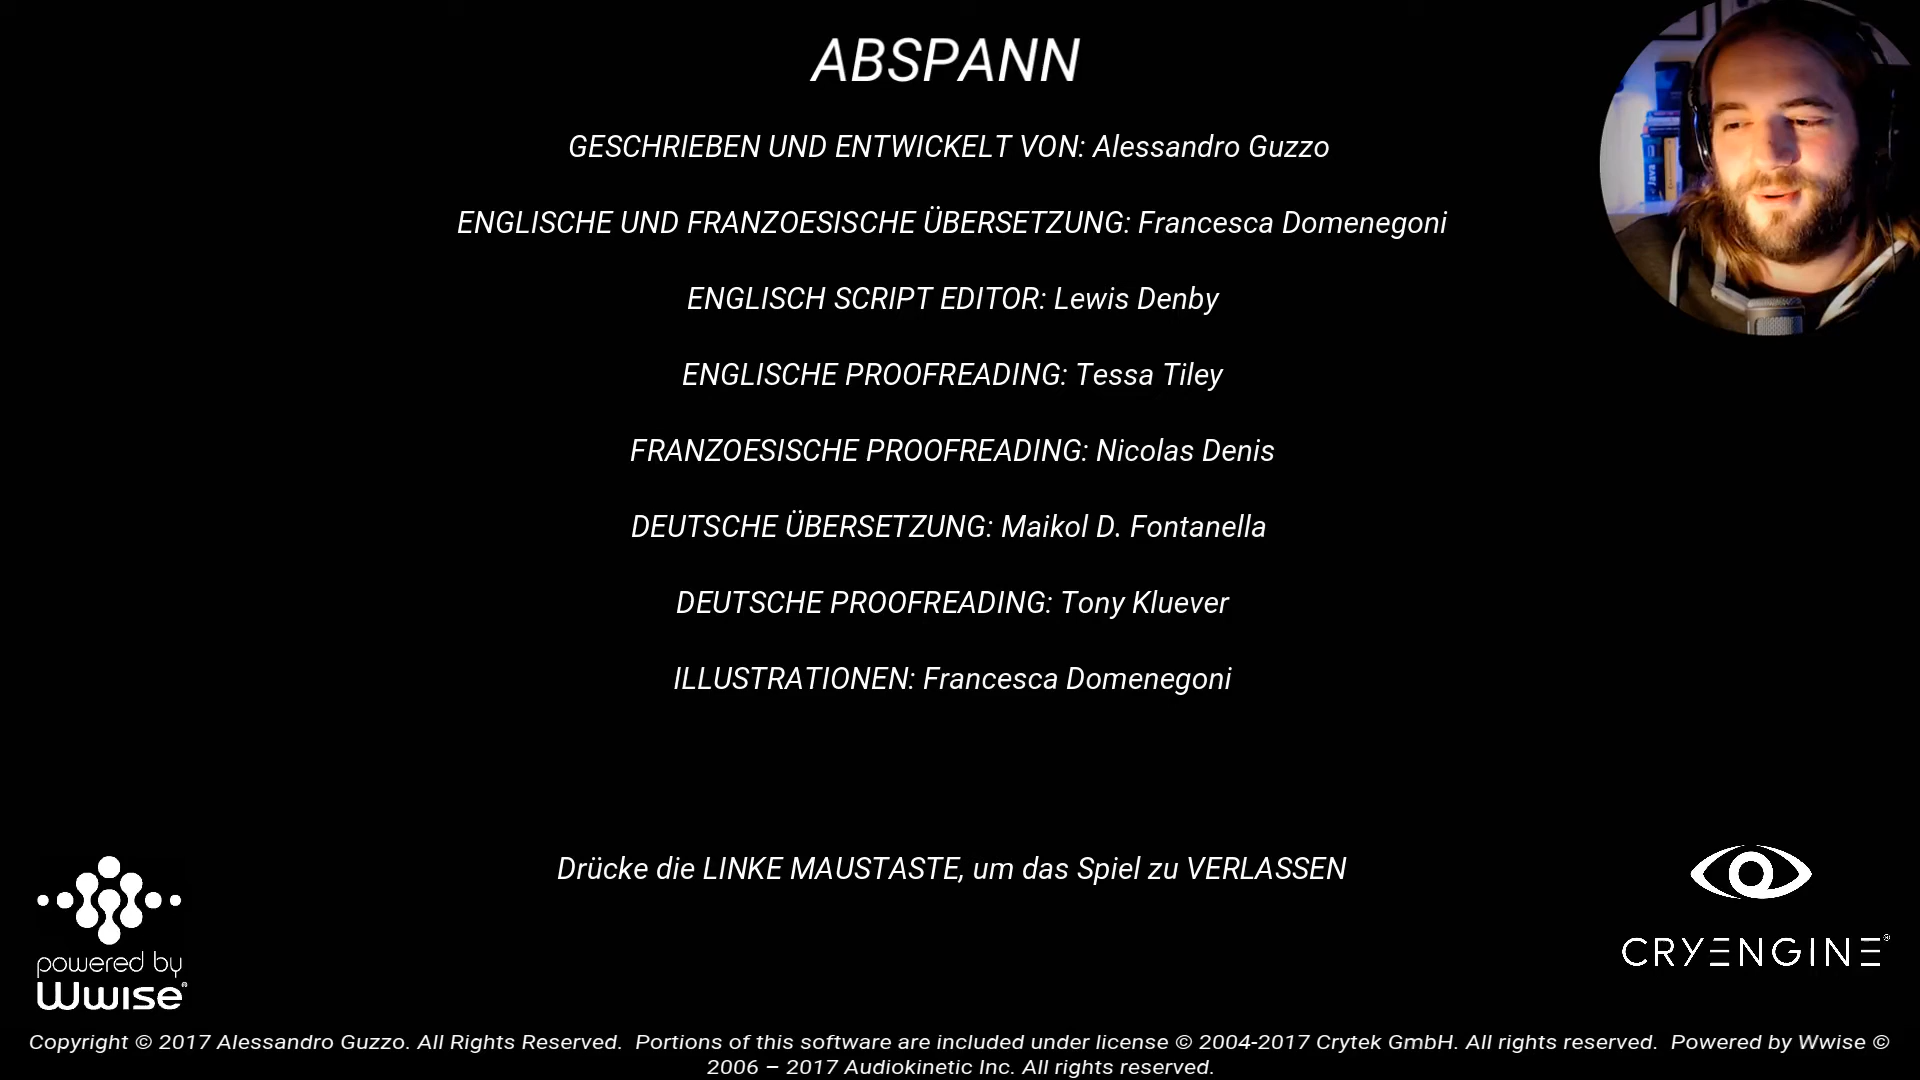 ABSPANN
GESCHRIEBEN UND ENTWICKELT VON: Alessandro Guzzo
ENGLISCHE UND FRANZOESISCHE ÜBERSETZUNG: Francesca Domenegoni
ENGLISCH SCRIPT EDITOR: Lewis Denby
ENGLISCHE PROOFREADING: Tessa Tiley
FRANZOESISCHE PROOFREADING: Nicolas Denis
DEUTSCHE ÜBERSETZUNG: Maikol D. Fontanella
DEUTSCHE PROOFREADING: Tony Kluever
ILLUSTRATIONEN: Francesca Domenegoni
Drücke die LINKE MAUSTASTE, um das Spiel zu VERLASSEN
powered by
Wwise®
CRYENGINE®
Copyright © 2017 Alessandro Guzzo. All Rights Reserved. Portions of this software are included under license © 2004-2017 Crytek GmbH. All rights reserved. Powered by Wwise ©
2006 – 2017 Audiokinetic Inc. All rights reserved.
Java